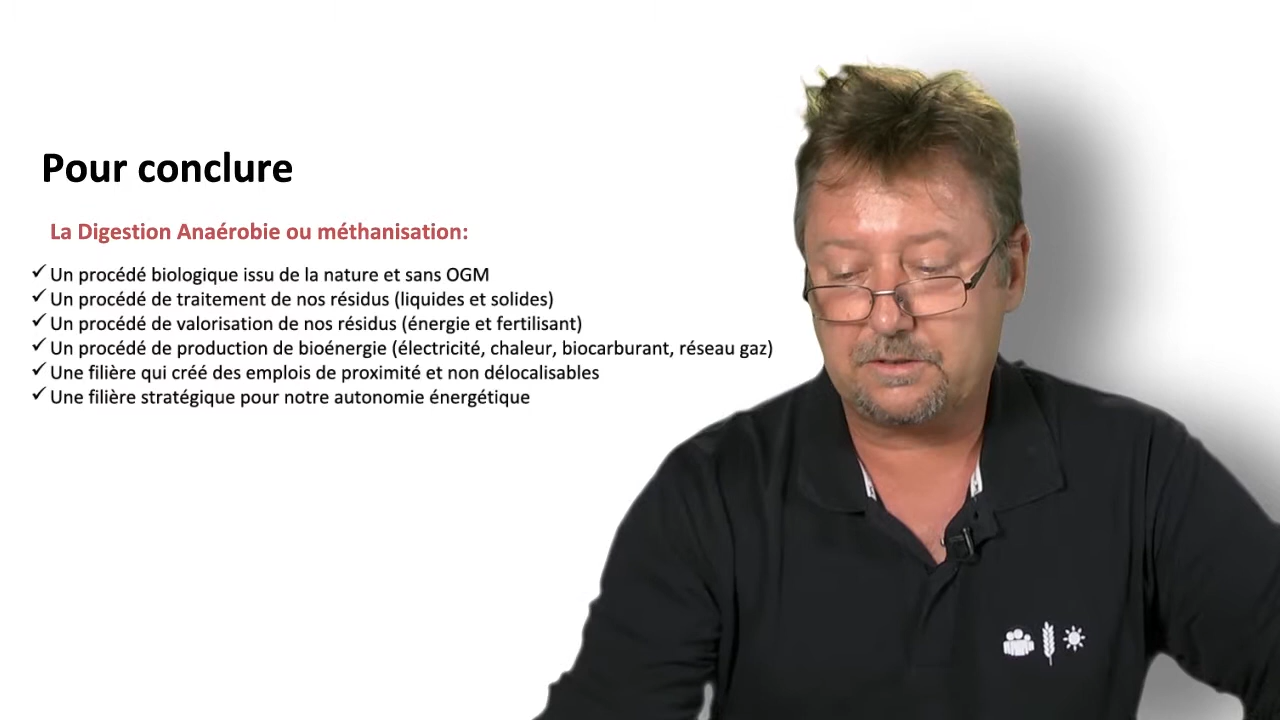 Pour conclure
La Digestion Anaérobie ou méthanisation:
✓ Un procédé biologique issu de la nature et sans OGM
✓ Un procédé de traitement de nos résidus (liquides et solides)
✓ Un procédé de valorisation de nos résidus (énergie et fertilisant)
✓ Un procédé de production de bioénergie (électricité, chaleur, biocarburant, réseau gaz)
✓ Une filière qui créé des emplois de proximité et non délocalisables
✓ Une filière stratégique pour notre autonomie énergétique